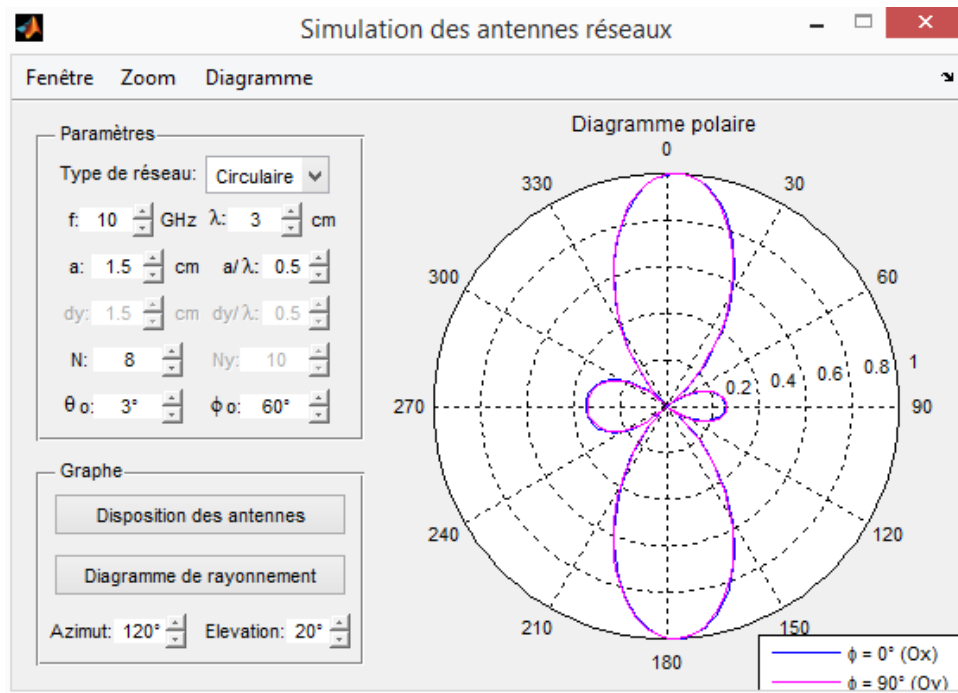 Simulation des antennes réseaux
Fenêtre Zoom Diagramme
Paramètres
Type de réseau: Circulaire
f: 10 GHz λ: 3 cm
a: 1.5 cm a/λ: 0.5
dy: 1.5 cm dy/λ: 0.5
N: 8 Ny: 10
θo: 3° ϕo: 60°
Graphe
Disposition des antennes
Diagramme de rayonnement
Azimut: 120° Elevation: 20°
Diagramme polaire
0
330 30
300 60
0.2 0.4 0.6 0.8 1
270 90
240 120
210 150
180
ϕ = 0° (Ox)
ϕ = 90° (Oy)